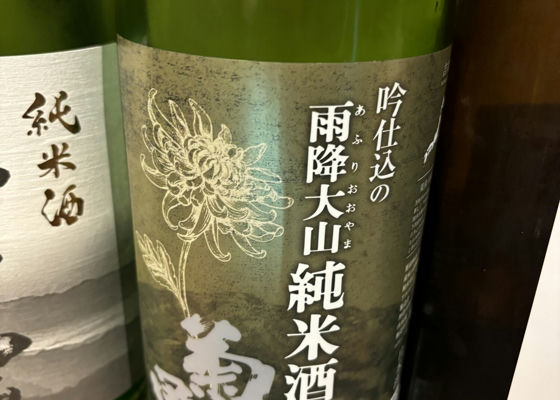 吟仕込の
雨降大山純米酒
あふりおおやま
菊
純米酒